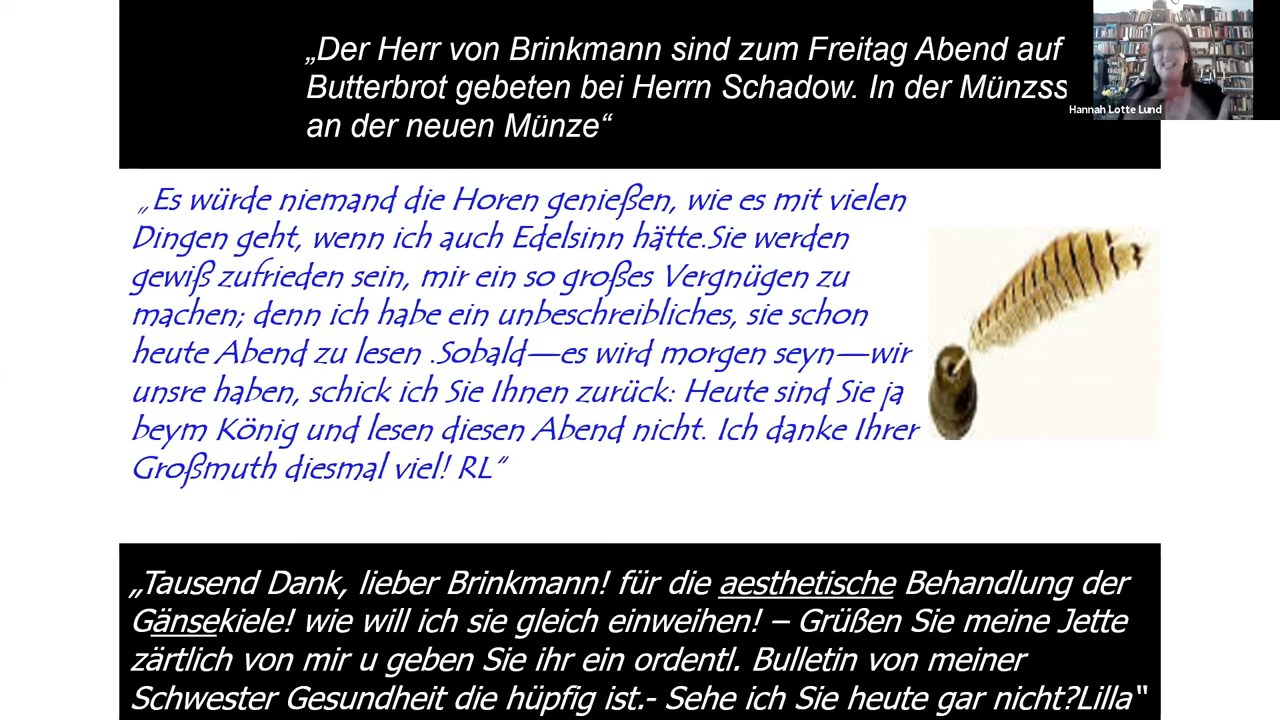 „Der Herr von Brinkmann sind zum Freitag Abend auf
Butterbrot gebeten bei Herrn Schadow. In der Münzss
an der neuen Münze“
Hannah Lotte Lund
„Es würde niemand die Horen genießen, wie es mit vielen
Dingen geht, wenn ich auch Edelsinn hätte.Sie werden
gewiß zufrieden sein, mir ein so großes Vergnügen zu
machen; denn ich habe ein unbeschreibliches, sie schon
heute Abend zu lesen .Sobald—es wird morgen seyn—wir
unsre haben, schick ich Sie Ihnen zurück: Heute sind Sie ja
beym König und lesen diesen Abend nicht. Ich danke Ihrer
Großmuth diesmal viel! RL“
„Tausend Dank, lieber Brinkmann! für die aesthetische Behandlung der
Gänsekiele! wie will ich sie gleich einweihen! – Grüßen Sie meine Jette
zärtlich von mir u geben Sie ihr ein ordentl. Bulletin von meiner
Schwester Gesundheit die hüpfig ist.- Sehe ich Sie heute gar nicht?Lilla“